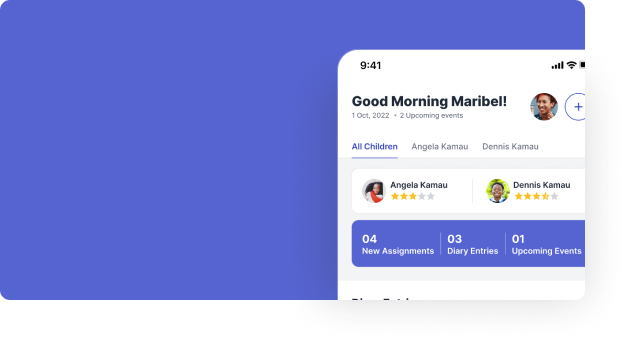 9:41
Good Morning Maribel!
1 Oct, 2022 • 2 Upcoming events
All Children Angela Kamau Dennis Kamau
Angela Kamau Dennis Kamau
04 03 01
New Assignments Diary Entries Upcoming Events